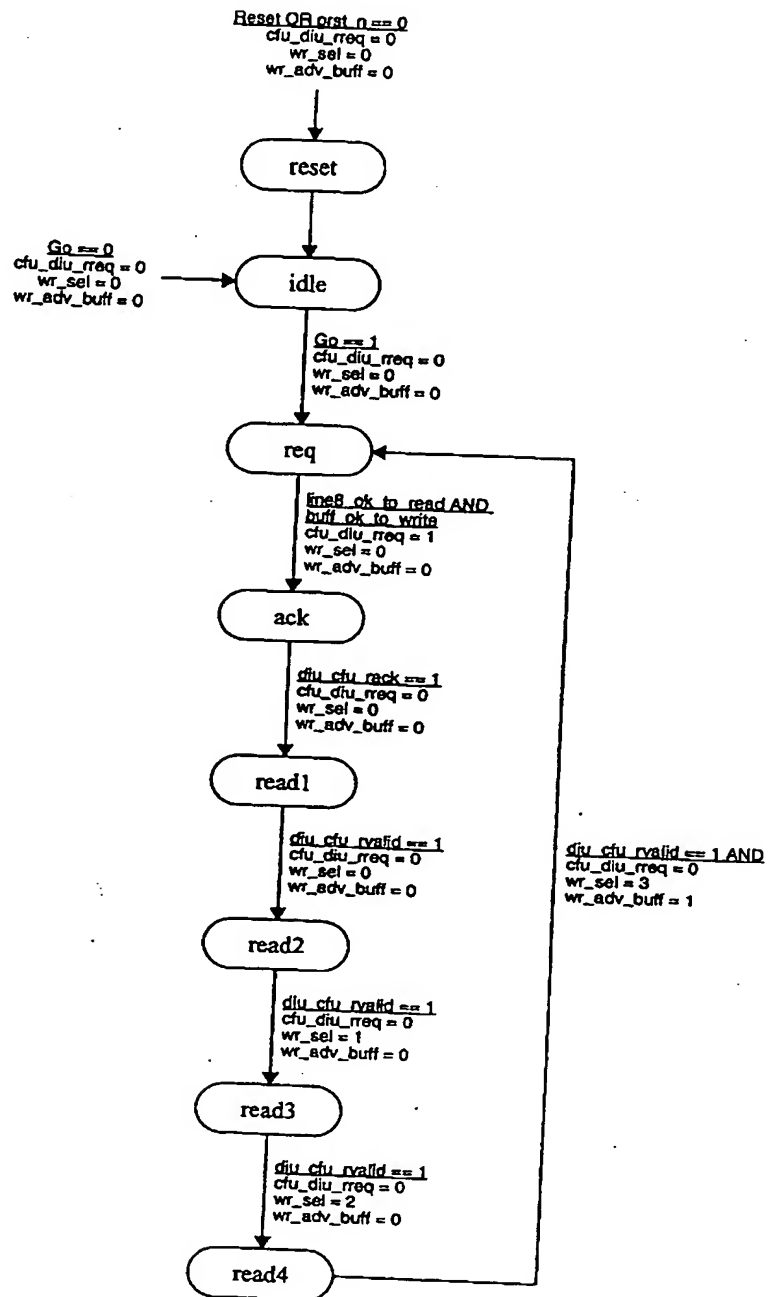 Reset OR prst_n == 0
cfu_diu_rreq = 0
wr_sel = 0
wr_adv_buff = 0
reset
Go == 0
cfu_diu_rreq = 0
wr_sel = 0
wr_adv_buff = 0
idle
Go == 1
cfu_diu_rreq = 0
wr_sel = 0
wr_adv_buff = 0
req
line8_ok_to_read AND
buff_ok_to_write
cfu_diu_rreq = 1
wr_sel = 0
wr_adv_buff = 0
ack
diu_cfu_rack == 1
cfu_diu_rreq = 0
wr_sel = 0
wr_adv_buff = 0
read1
diu_cfu_rvalid == 1
cfu_diu_rreq = 0
wr_sel = 0
wr_adv_buff = 0
diu_cfu_rvalid == 1 AND
cfu_diu_rreq = 0
wr_sel = 3
wr_adv_buff = 1
read2
diu_cfu_rvalid == 1
cfu_diu_rreq = 0
wr_sel = 1
wr_adv_buff = 0
read3
diu_cfu_rvalid == 1
cfu_diu_rreq = 0
wr_sel = 2
wr_adv_buff = 0
read4